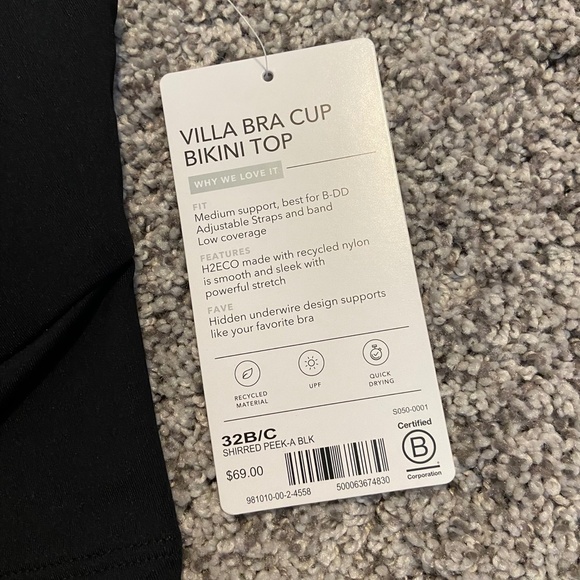 VILLA BRA CUP
BIKINI TOP
WHY WE LOVE IT
FIT
Medium support, best for B-DD
Adjustable Straps and band
Low coverage
FEATURES
H2ECO made with recycled nylon
is smooth and sleek with
powerful stretch
FAVE
Hidden underwire design supports
like your favorite bra
RECYCLED
MATERIAL
UPF
QUICK
DRYING
S050-0001
32B/C
SHIRRED PEEK-A BLK
$69.00
981010-00-2-4558
500063674830
Certified
B
Corporation